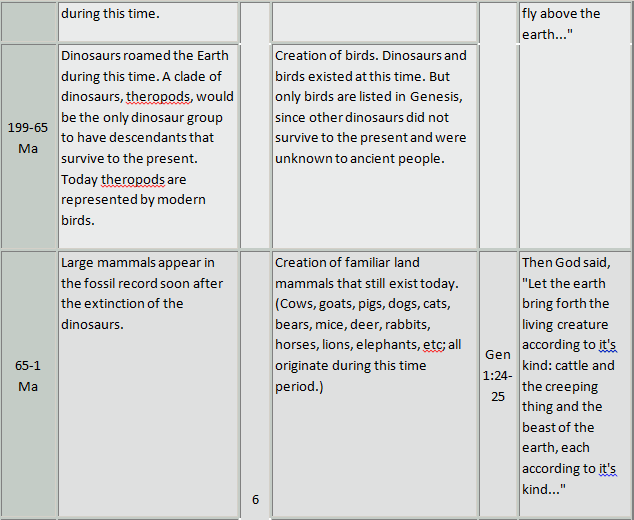 during this time.
fly above the
earth..."
199-65
Ma
Dinosaurs roamed the Earth
during this time. A clade of
dinosaurs, theropods, would
be the only dinosaur group
to have descendants that
survive to the present.
Today theropods are
represented by modern
birds.
Creation of birds. Dinosaurs and
birds existed at this time. But
only birds are listed in Genesis,
since other dinosaurs did not
survive to the present and were
unknown to ancient people.
65-1
Ma
Large mammals appear in
the fossil record soon after
the extinction of the
dinosaurs.
6
Creation of familiar land
mammals that still exist today.
(Cows, goats, pigs, dogs, cats,
bears, mice, deer, rabbits,
horses, lions, elephants, etc; all
originate during this time
period.)
Gen
1:24-
25
Then God said,
"Let the earth
bring forth the
living creature
according to it's
kind: cattle and
the creeping
thing and the
beast of the
earth, each
according to it's
kind..."